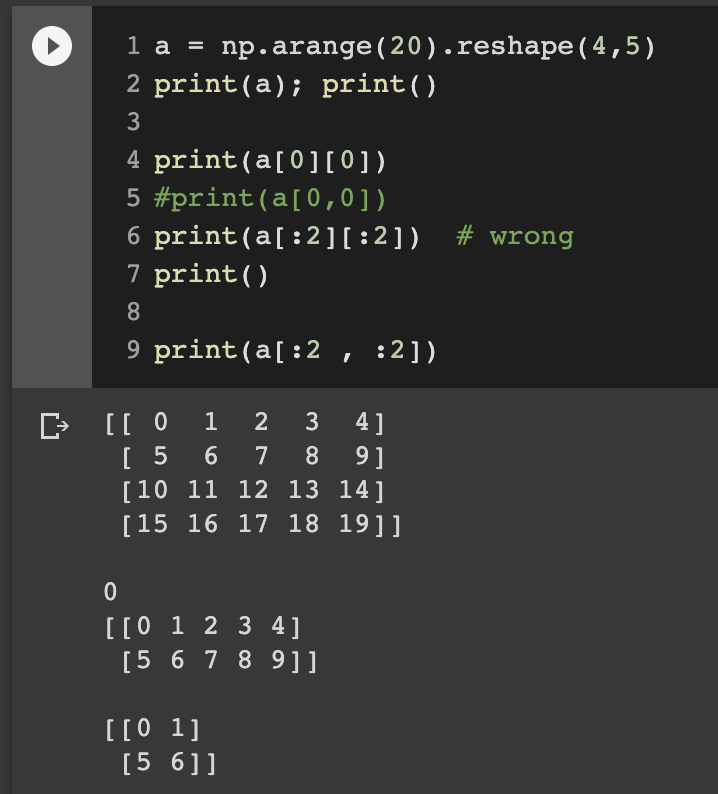 1 a = np.arange(20).reshape(4,5)
2 print(a); print()
3
4 print(a[0][0])
5 #print(a[0,0])
6 print(a[:2][:2])  # wrong
7 print()
8
9 print(a[:2 , :2])
[[ 0  1  2  3  4]
 [ 5  6  7  8  9]
 [10 11 12 13 14]
 [15 16 17 18 19]]
0
[[0 1 2 3 4]
 [5 6 7 8 9]]
[[0 1]
 [5 6]]